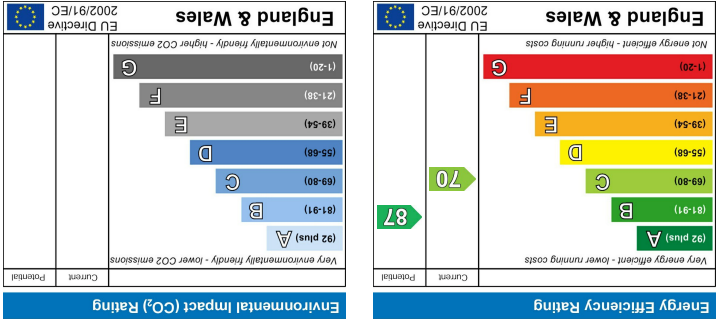 Energy Efficiency Rating
Current
Potential
Very energy efficient - lower running costs
(92 plus) A
(81-91) B
(69-80) C
(55-68) D
(39-54) E
(21-38) F
(1-20) G
70
87
Not energy efficient - higher running costs
England & Wales
EU Directive
2002/91/EC
Environmental Impact (CO₂) Rating
Current
Potential
Very environmentally friendly - lower CO2 emissions
(92 plus) A
(81-91) B
(69-80) C
(55-68) D
(39-54) E
(21-38) F
(1-20) G
Not environmentally friendly - higher CO2 emissions
England & Wales
EU Directive
2002/91/EC